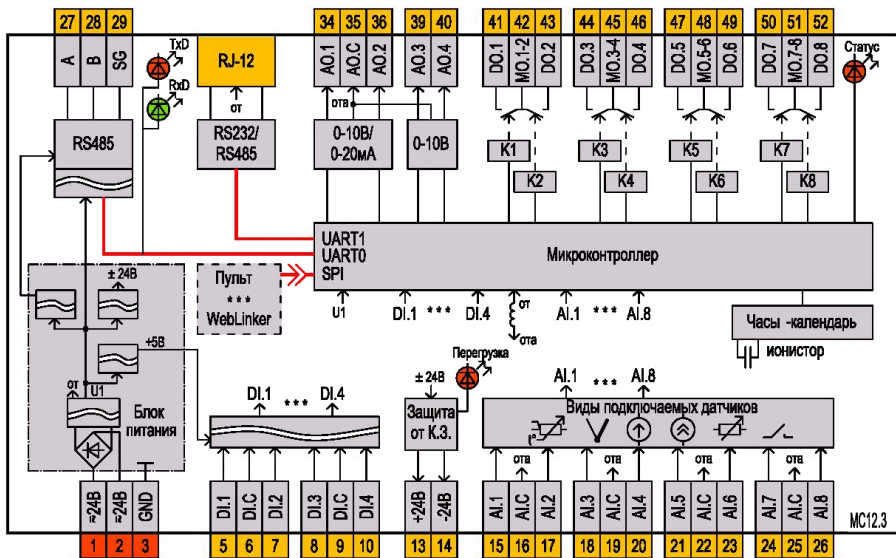 27 28 29 34 35 36 39 40 41 42 43 44 45 46 47 48 49 50 51 52
A B SG TxD RJ-12 AO.1 AO.C AO.2 AO.3 AO.4 DO.1 MO.1-2 DO.2 DO.3 MO.3-4 DO.4 DO.5 MO.5-6 DO.6 DO.7 MO.7-8 DO.8 Статус
RxD
от ота
RS485 RS232/ 0-10В/ 0-10В K1 K3 K5 K7
RS485 0-20мА
K2 K4 K6 K8
UART1
UART0 Микроконтроллер
SPI
± 24В Пульт
* * *
WebLinker
U1 DI.1 * * * DI.4 от AI.1 * * * AI.8
ота
Часы -календарь
ионистор
+5В
Перегрузка
± 24В
от U1
Блок
питания
DI.1 * * * DI.4
AI.1 * * * AI.8
Защита
от К.З.
Виды подключаемых датчиков
t°
ота ота ота ота
≂24В ≂24В GND DI.1 DI.C DI.2 DI.3 DI.C DI.4 +24В -24В AI.1 AI.C AI.2 AI.3 AI.C AI.4 AI.5 AI.C AI.6 AI.7 AI.C AI.8 МС12.3
1 2 3 5 6 7 8 9 10 13 14 15 16 17 18 19 20 21 22 23 24 25 26